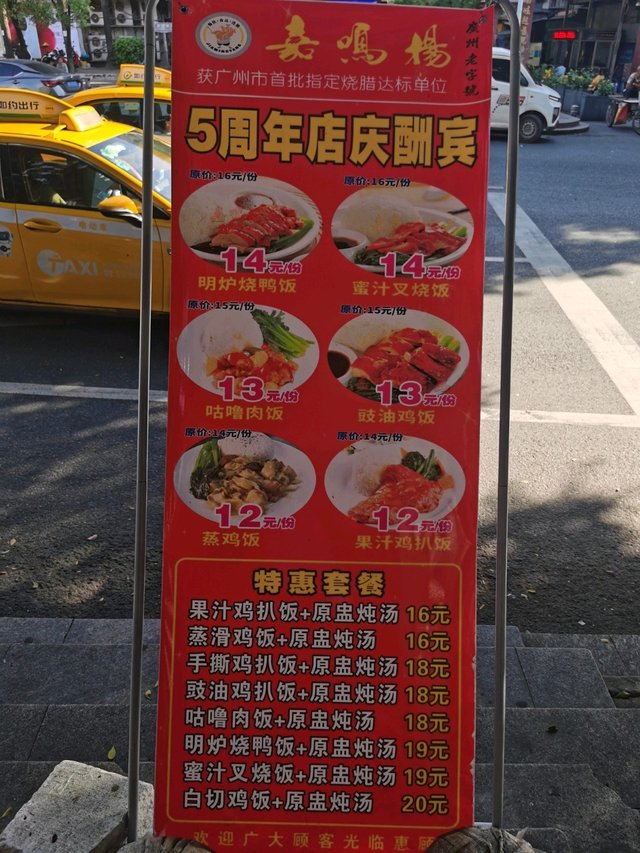 嘉鸣杨
廣州老字號
获广州市首批指定烧腊达标单位
5周年店庆酬宾
原价:16元/份
原价:16元/份
14元/份
14元/份
明炉烧鸭饭
蜜汁叉烧饭
原价:15元/份
原价:15元/份
13元/份
13元/份
咕噜肉饭
豉油鸡饭
原价:14元/份
原价:14元/份
12元/份
12元/份
蒸鸡饭
果汁鸡扒饭
特惠套餐
果汁鸡扒饭+原盅炖汤 16元
蒸滑鸡饭+原盅炖汤 16元
手撕鸡扒饭+原盅炖汤 18元
豉油鸡扒饭+原盅炖汤 18元
咕噜肉饭+原盅炖汤 18元
明炉烧鸭饭+原盅炖汤 19元
蜜汁叉烧饭+原盅炖汤 19元
白切鸡饭+原盅炖汤 20元
欢迎广大顾客光临惠顾
如约出行
电动车
TAXI